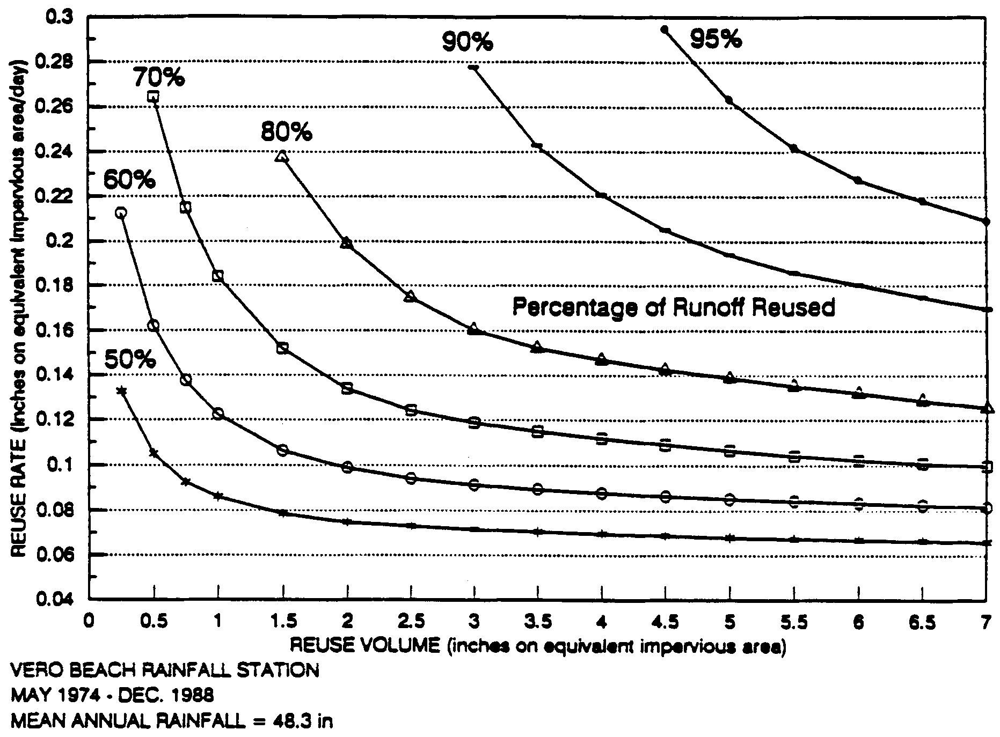 REUSE RATE (inches on equivalent impervious area/day)
0.3
0.28
0.26
0.24
0.22
0.2
0.18
0.16
0.14
0.12
0.1
0.08
0.06
0.04
50%
60%
70%
80%
90%
95%
Percentage of Runoff Reused
0 0.5 1 1.5 2 2.5 3 3.5 4 4.5 5 5.5 6 6.5 7
REUSE VOLUME (inches on equivalent impervious area)
VERO BEACH RAINFALL STATION
MAY 1974 - DEC. 1988
MEAN ANNUAL RAINFALL = 48.3 in